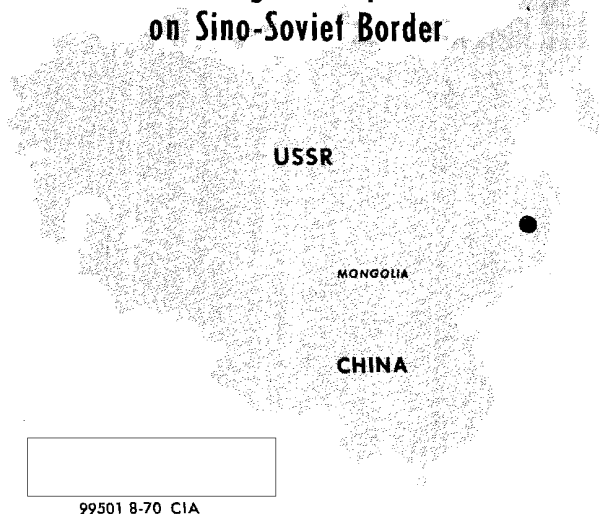 on Sino-Soviet Border
USSR
MONGOLIA
CHINA
99501 8-70 CIA